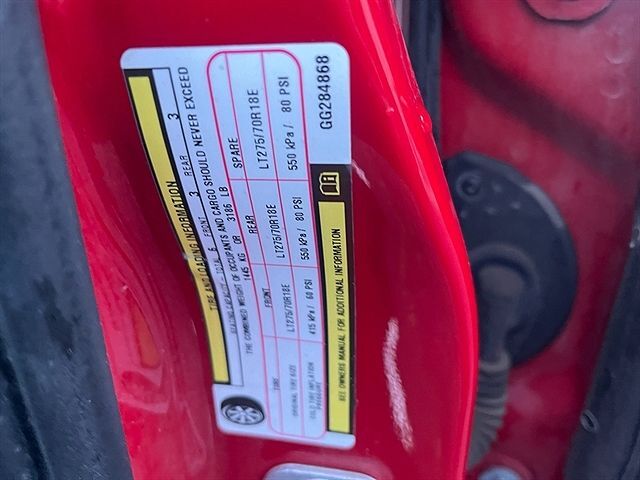 TIRE AND LOADING INFORMATION
SEATING CAPACITY - TOTAL 6 FRONT 3 REAR 3
THE COMBINED WEIGHT OF OCCUPANTS AND CARGO SHOULD NEVER EXCEED
1445 KG OR 3186 LB
TIRE FRONT REAR SPARE
ORIGINAL TIRE SIZE LT275/70R18E LT275/70R18E LT275/70R18E
COLD TIRE INFLATION PRESSURE 415 kPa / 60 PSI 550 kPa / 80 PSI 550 kPa / 80 PSI
SEE OWNERS MANUAL FOR ADDITIONAL INFORMATION
GG284868